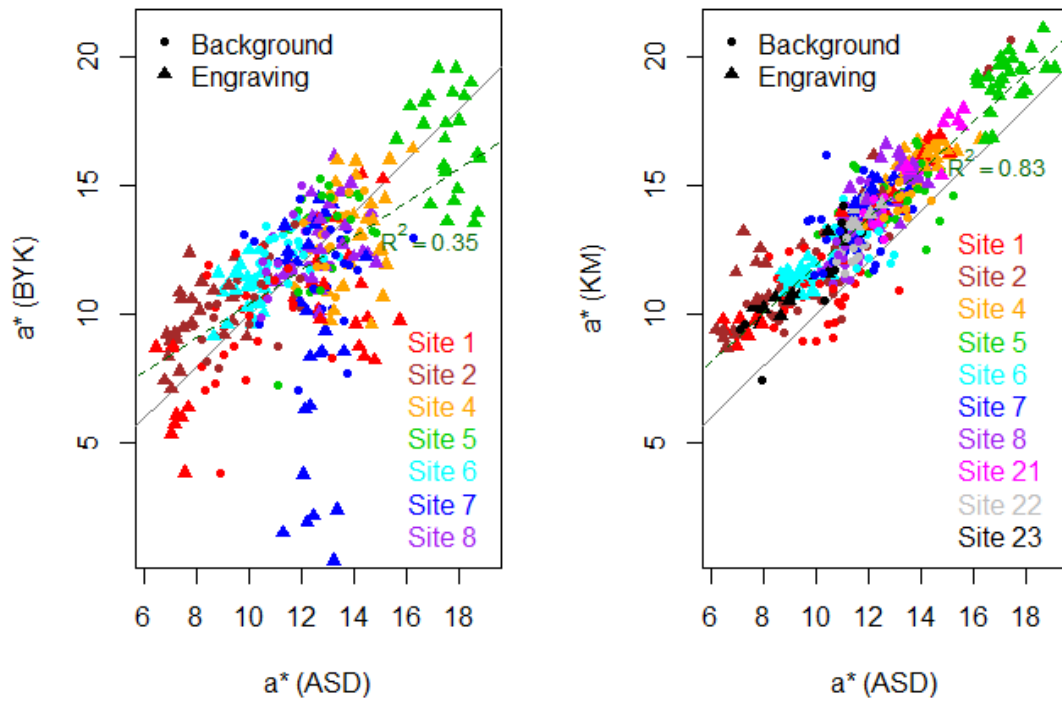 Background
Engraving
R² = 0.35
Site 1
Site 2
Site 4
Site 5
Site 6
Site 7
Site 8
5
10
15
20
a* (BYK)
6 8 10 12 14 16 18
a* (ASD)
Background
Engraving
R² = 0.83
Site 1
Site 2
Site 4
Site 5
Site 6
Site 7
Site 8
Site 21
Site 22
Site 23
5
10
15
20
a* (KM)
6 8 10 12 14 16 18
a* (ASD)